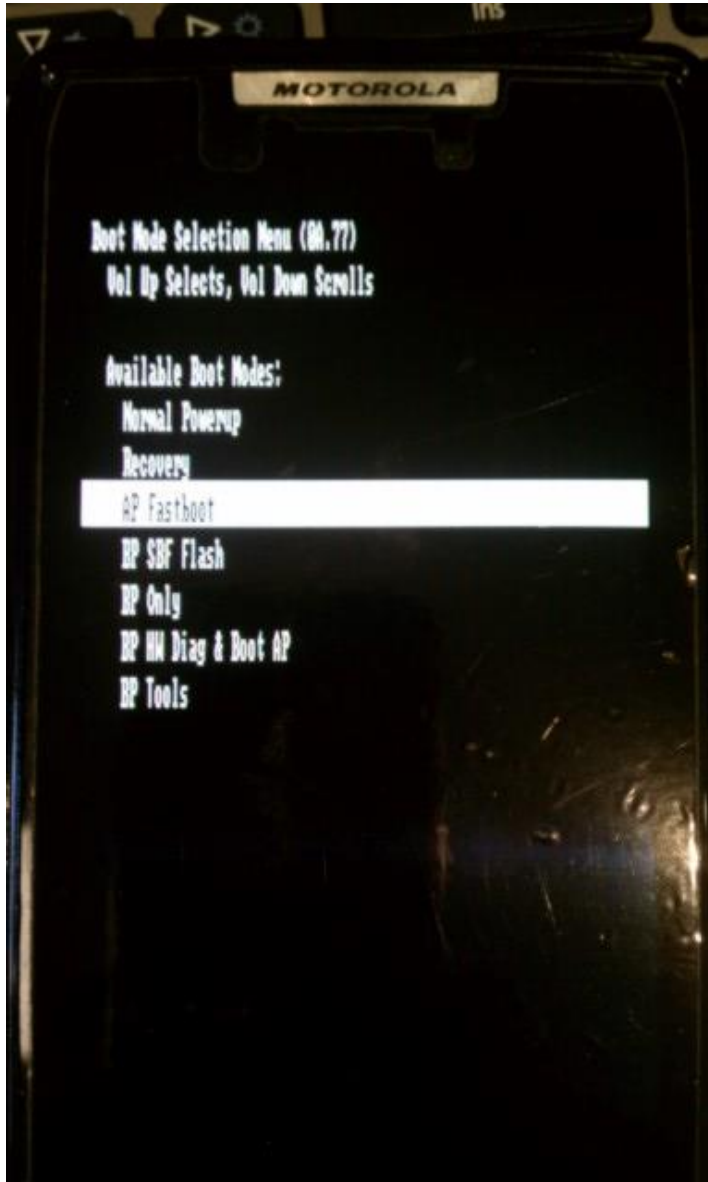 Ins
MOTOROLA
Boot Mode Selection Menu (0A.77)
Vol Up Selects, Vol Down Scrolls
Available Boot Modes:
Normal Powerup
Recovery
AP Fastboot
BP SBF Flash
BP Only
BP HW Diag & Boot AP
BP Tools